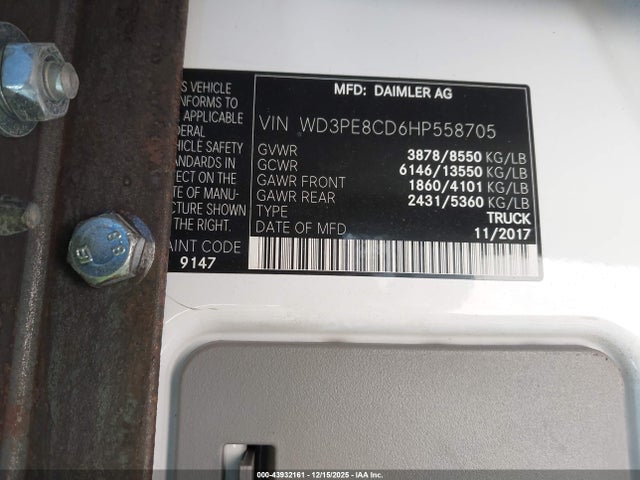 MFD: DAIMLER AG
S VEHICLE
NFORMS TO
APPLICABLE
DERAL
HICLE SAFETY
ANDARDS IN
FECT ON THE
TE OF MANU-
CTURE SHOWN
THE RIGHT.
AINT CODE
9147
VIN WD3PE8CD6HP558705
GVWR 3878/8550 KG/LB
GCWR 6146/13550 KG/LB
GAWR FRONT 1860/4101 KG/LB
GAWR REAR 2431/5360 KG/LB
TYPE TRUCK
DATE OF MFD. 11/2017
8.8
000-43932161 - 12/15/2025 - IAA Inc.